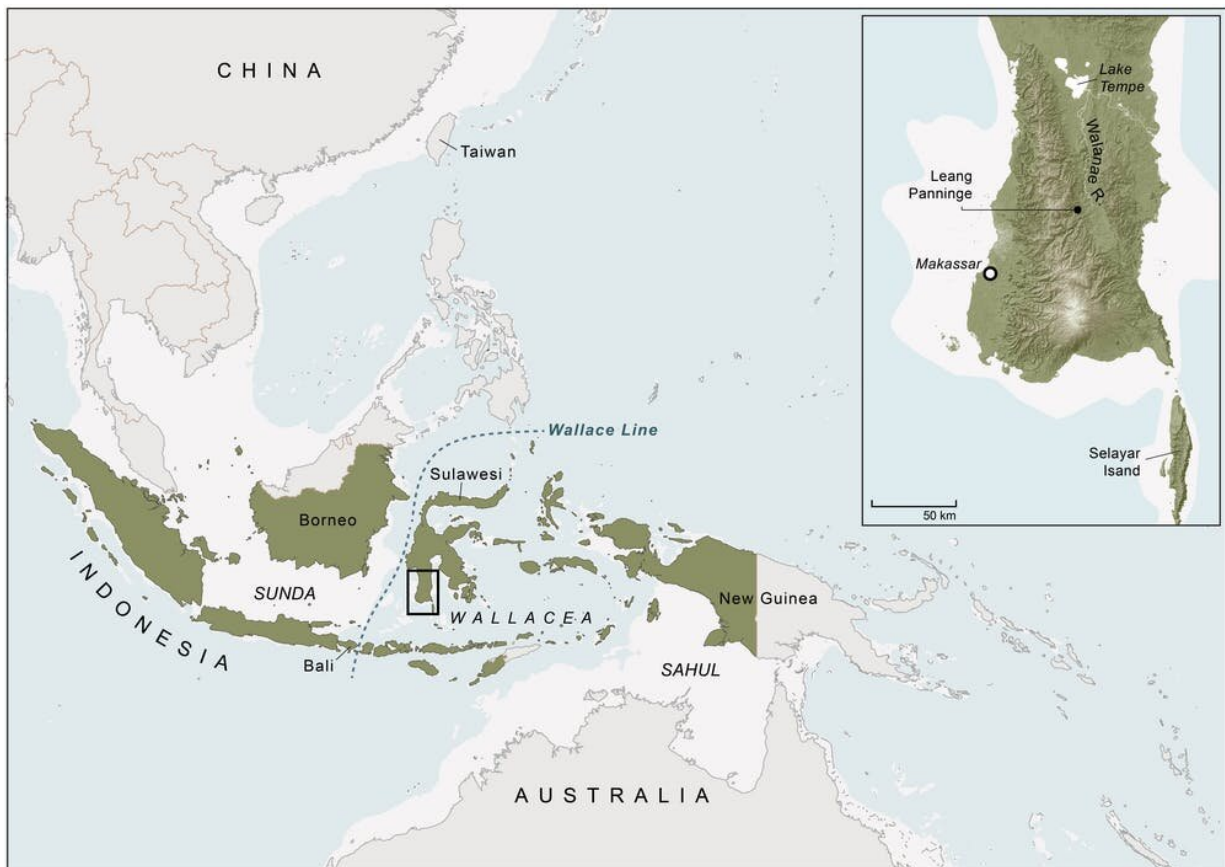 CHINA
Taiwan
Wallace Line
Sulawesi
Borneo
INDONESIA
SUNDA
WALLACEA
New Guinea
Bali
SAHUL
AUSTRALIA
Lake
Tempe
Walanae R.
Leang
Panninge
Makassar
Selayar
Isand
50 km